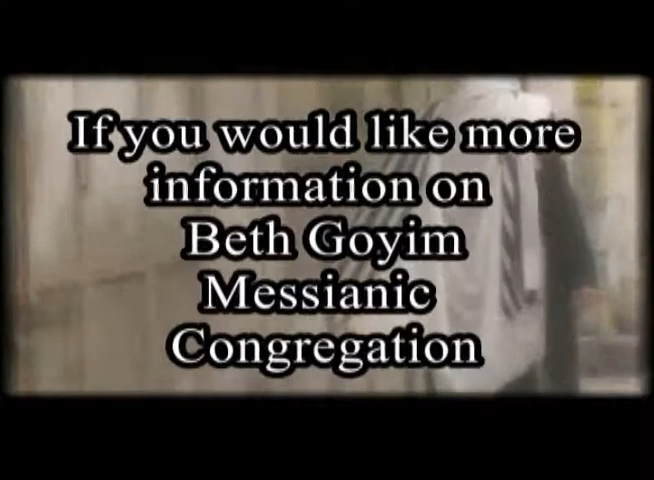 If you would like more
information on
Beth Goyim
Messianic
Congregation